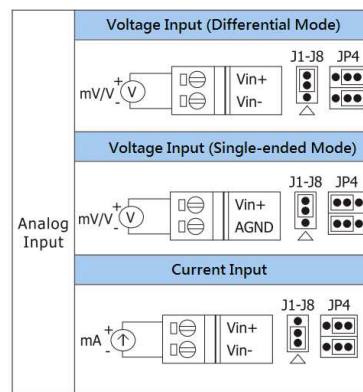 Voltage Input (Differential Mode)
J1-J8 JP4
mV/V + V - Vin+
Vin-
Voltage Input (Single-ended Mode)
J1-J8 JP4
mV/V + V - Vin+
AGND
Analog
Input
Current Input
J1-J8 JP4
mA + - Vin+
Vin-